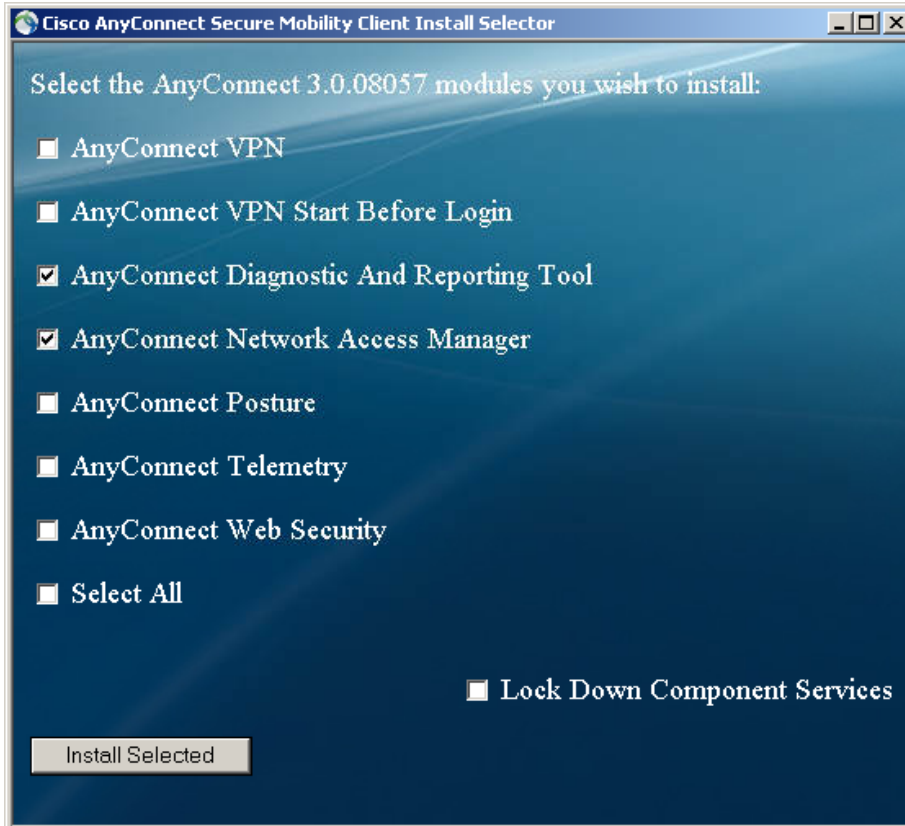 Cisco AnyConnect Secure Mobility Client Install Selector
Select the AnyConnect 3.0.08057 modules you wish to install:
AnyConnect VPN
AnyConnect VPN Start Before Login
AnyConnect Diagnostic And Reporting Tool
AnyConnect Network Access Manager
AnyConnect Posture
AnyConnect Telemetry
AnyConnect Web Security
Select All
Lock Down Component Services
Install Selected